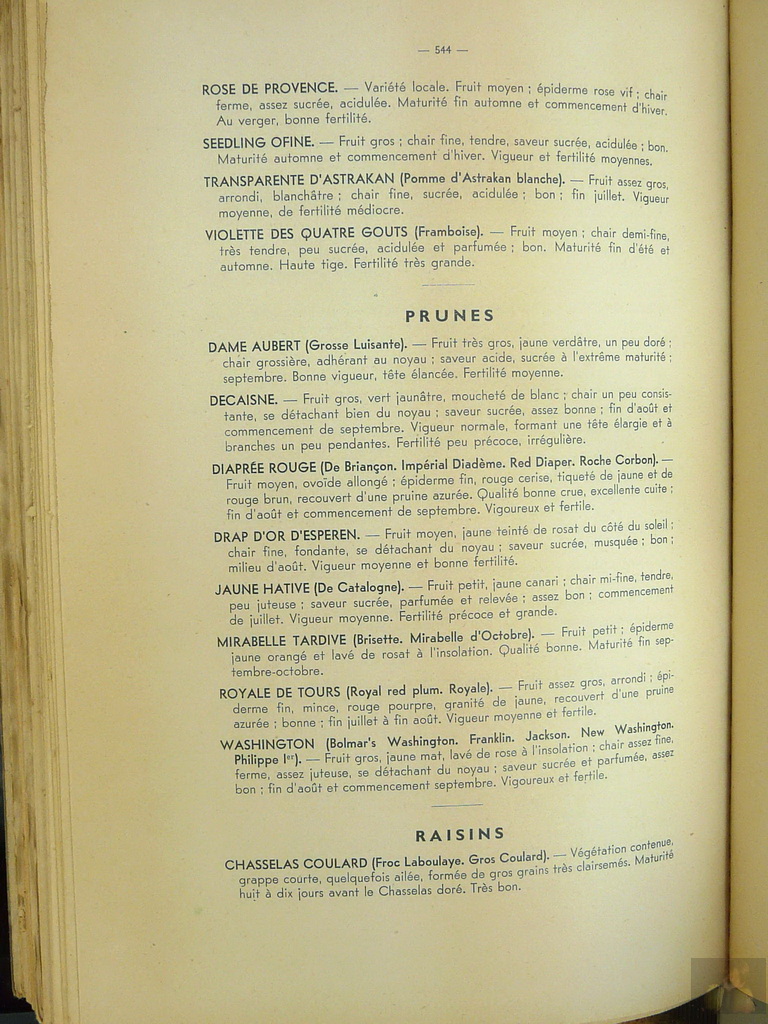 — 544 —
ROSE DE PROVENCE. — Variété locale. Fruit moyen ; épiderme rose vif ; chair
ferme, assez sucrée, acidulée. Maturité fin automne et commencement d'hiver.
Au verger, bonne fertilité.
SEEDLING OFINE. — Fruit gros ; chair fine, tendre, saveur sucrée, acidulée ; bon.
Maturité automne et commencement d'hiver. Vigueur et fertilité moyennes.
TRANSPARENTE D'ASTRAKAN (Pomme d'Astrakan blanche). — Fruit assez gros,
arrondi, blanchâtre ; chair fine, sucrée, acidulée ; bon ; fin juillet. Vigueur
moyenne, de fertilité médiocre.
VIOLETTE DES QUATRE GOUTS (Framboise). — Fruit moyen ; chair demi-fine,
très tendre, peu sucrée, acidulée et parfumée ; bon. Maturité fin d'été et
automne. Haute tige. Fertilité très grande.
PRUNES
DAME AUBERT (Grosse Luisante). — Fruit très gros, jaune verdâtre, un peu doré ;
chair grossière, adhérant au noyau ; saveur acide, sucrée à l'extrême maturité ;
septembre. Bonne vigueur, tête élancée. Fertilité moyenne.
DECAISNE. — Fruit gros, vert jaunâtre, moucheté de blanc ; chair un peu consis-
tante, se détachant bien du noyau ; saveur sucrée, assez bonne ; fin d'août et
commencement de septembre. Vigueur normale, formant une tête élargie et à
branches un peu pendantes. Fertilité peu précoce, irrégulière.
DIAPRÉE ROUGE (De Briançon. Impérial Diadème. Red Diaper. Roche Corbon). —
Fruit moyen, ovoïde allongé ; épiderme fin, rouge cerise, tiqueté de jaune et de
rouge brun, recouvert d'une pruine azurée. Qualité bonne crue, excellente cuite ;
fin d'août et commencement de septembre. Vigoureux et fertile.
DRAP D'OR D'ESPEREN. — Fruit moyen, jaune teinté de rosat du côté du soleil ;
chair fine, fondante, se détachant du noyau ; saveur sucrée, musquée ; bon ;
milieu d'août. Vigueur moyenne et bonne fertilité.
JAUNE HATIVE (De Catalogne). — Fruit petit, jaune canari ; chair mi-fine, tendre,
peu juteuse ; saveur sucrée, parfumée et relevée ; assez bon ; commencement
de juillet. Vigueur moyenne. Fertilité précoce et grande.
MIRABELLE TARDIVE (Brisette. Mirabelle d'Octobre). — Fruit petit ; épiderme
jaune orangé et lavé de rosat à l'insolation. Qualité bonne. Maturité fin sep-
tembre-octobre.
ROYALE DE TOURS (Royal red plum. Royale). — Fruit assez gros, arrondi ; épi-
derme fin, mince, rouge pourpre, granité de jaune, recouvert d'une pruine
azurée ; bonne ; fin juillet à fin août. Vigueur moyenne et fertile.
WASHINGTON (Bolmar's Washington. Franklin. Jackson. New Washington.
Philippe Iᵉʳ). — Fruit gros, jaune mat, lavé de rose à l'insolation ; chair assez fine,
ferme, assez juteuse, se détachant du noyau ; saveur sucrée et parfumée, assez
bon ; fin d'août et commencement septembre. Vigoureux et fertile.
RAISINS
CHASSELAS COULARD (Froc Laboulaye. Gros Coulard). — Végétation contenue,
grappe courte, quelquefois ailée, formée de gros grains très clairsemés. Maturité
huit à dix jours avant le Chasselas doré. Très bon.